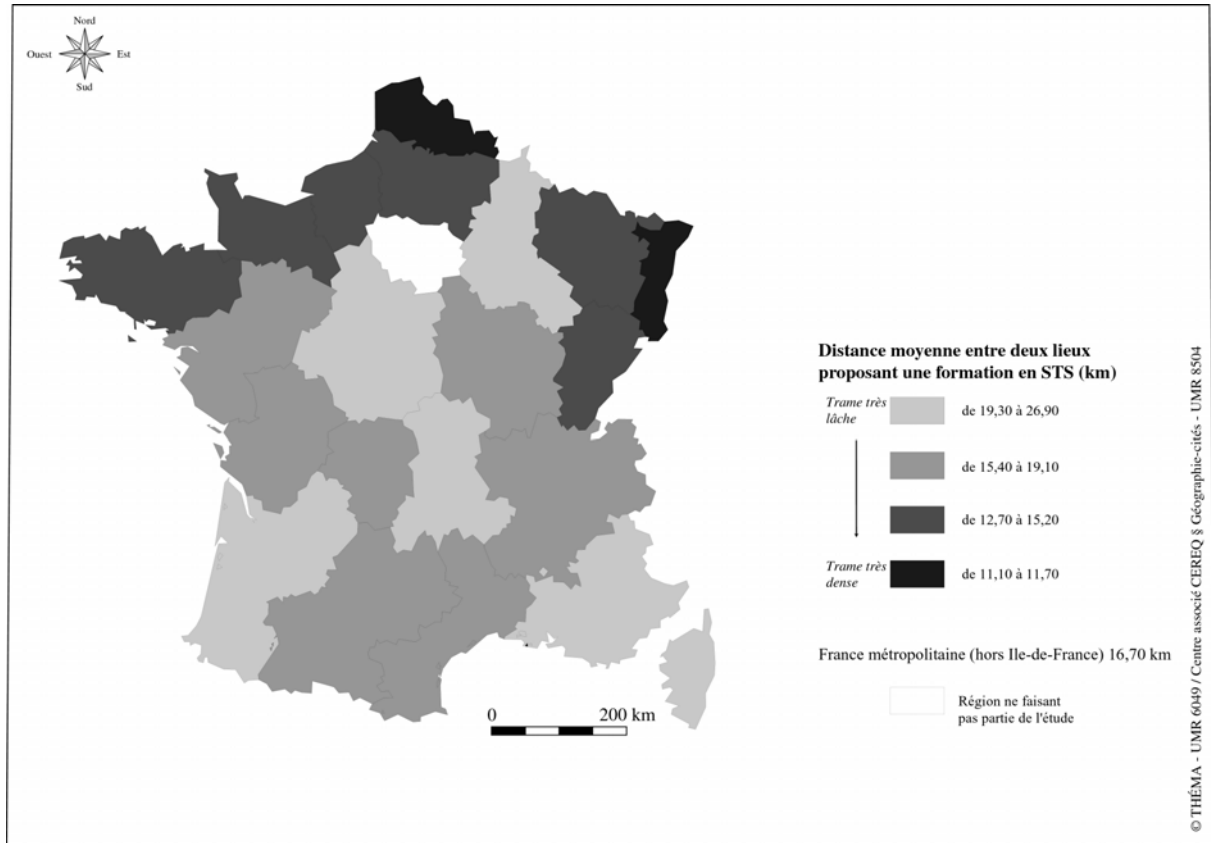 Nord
Ouest
Est
Sud
Distance moyenne entre deux lieux
proposant une formation en STS (km)
Trame très
lâche
de 19,30 à 26,90
de 15,40 à 19,10
de 12,70 à 15,20
Trame très
dense
de 11,10 à 11,70
France métropolitaine (hors Ile-de-France) 16,70 km
Région ne faisant
pas partie de l'étude
0
200 km
© THÉMA - UMR 6049 / Centre associé CEREQ § Géographie-cités - UMR 8504